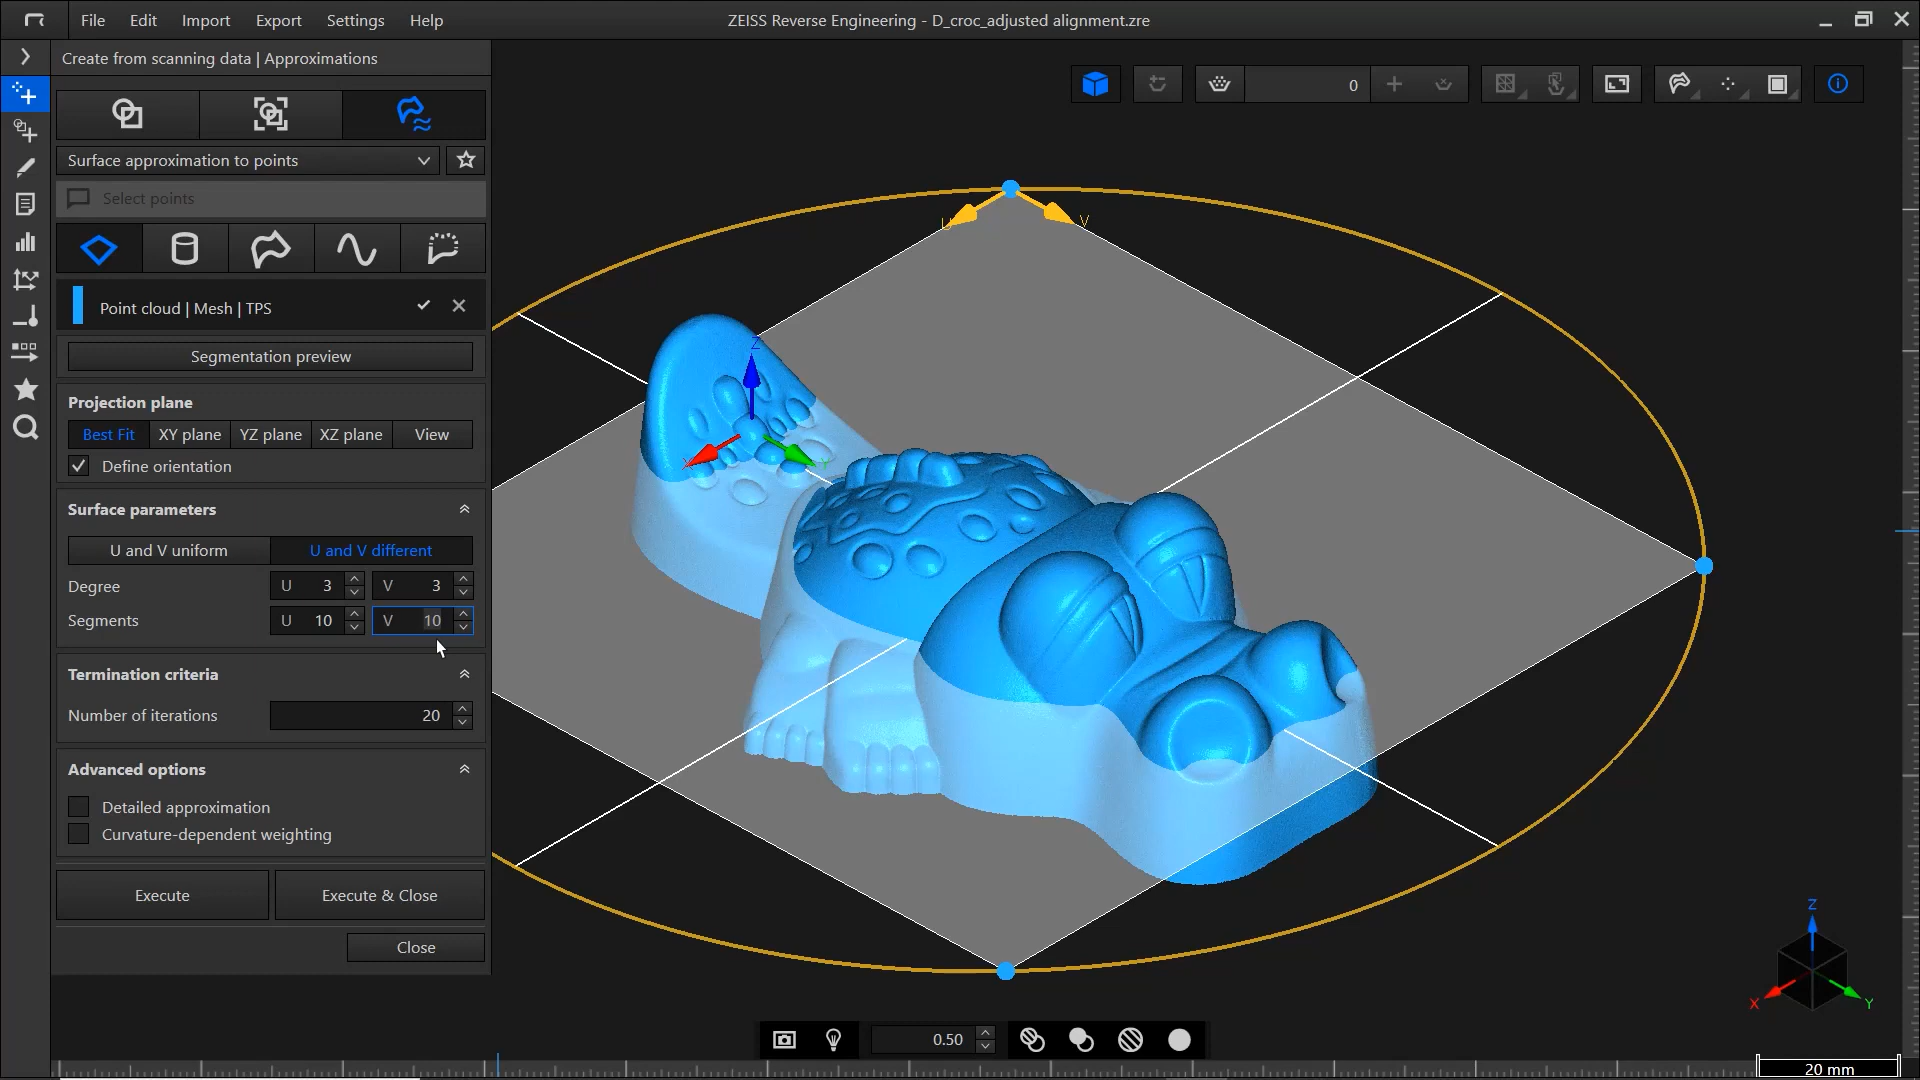 File Edit Import Export Settings Help
ZEISS Reverse Engineering - D_croc_adjusted alignment.zre
Create from scanning data | Approximations
0
Surface approximation to points
Select points
Point cloud | Mesh | TPS
Segmentation preview
Projection plane
Best Fit XY plane YZ plane XZ plane View
Define orientation
Surface parameters
U and V uniform U and V different
Degree U 3 V 3
Segments U 10 V 10
Termination criteria
Number of iterations 20
Advanced options
Detailed approximation
Curvature-dependent weighting
Execute Execute & Close
Close
U V
Z
X Y
Z
X Y
0.50
20 mm